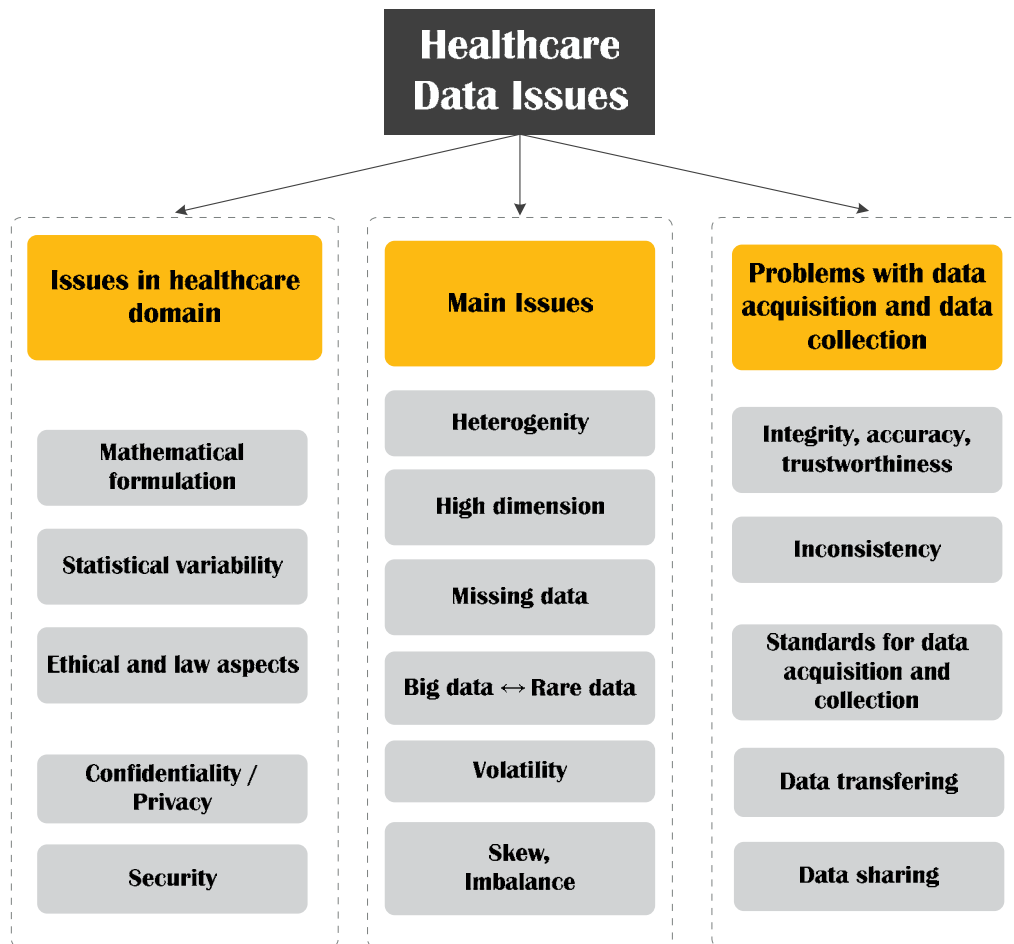 Healthcare
Data Issues
Issues in healthcare
domain
Mathematical
formulation
Statistical variability
Ethical and law aspects
Confidentiality /
Privacy
Security
Main Issues
Heterogenity
High dimension
Missing data
Big data ↔ Rare data
Volatility
Skew,
Imbalance
Problems with data
acquisition and data
collection
Integrity, accuracy,
trustworthiness
Inconsistency
Standards for data
acquisition and
collection
Data transfering
Data sharing